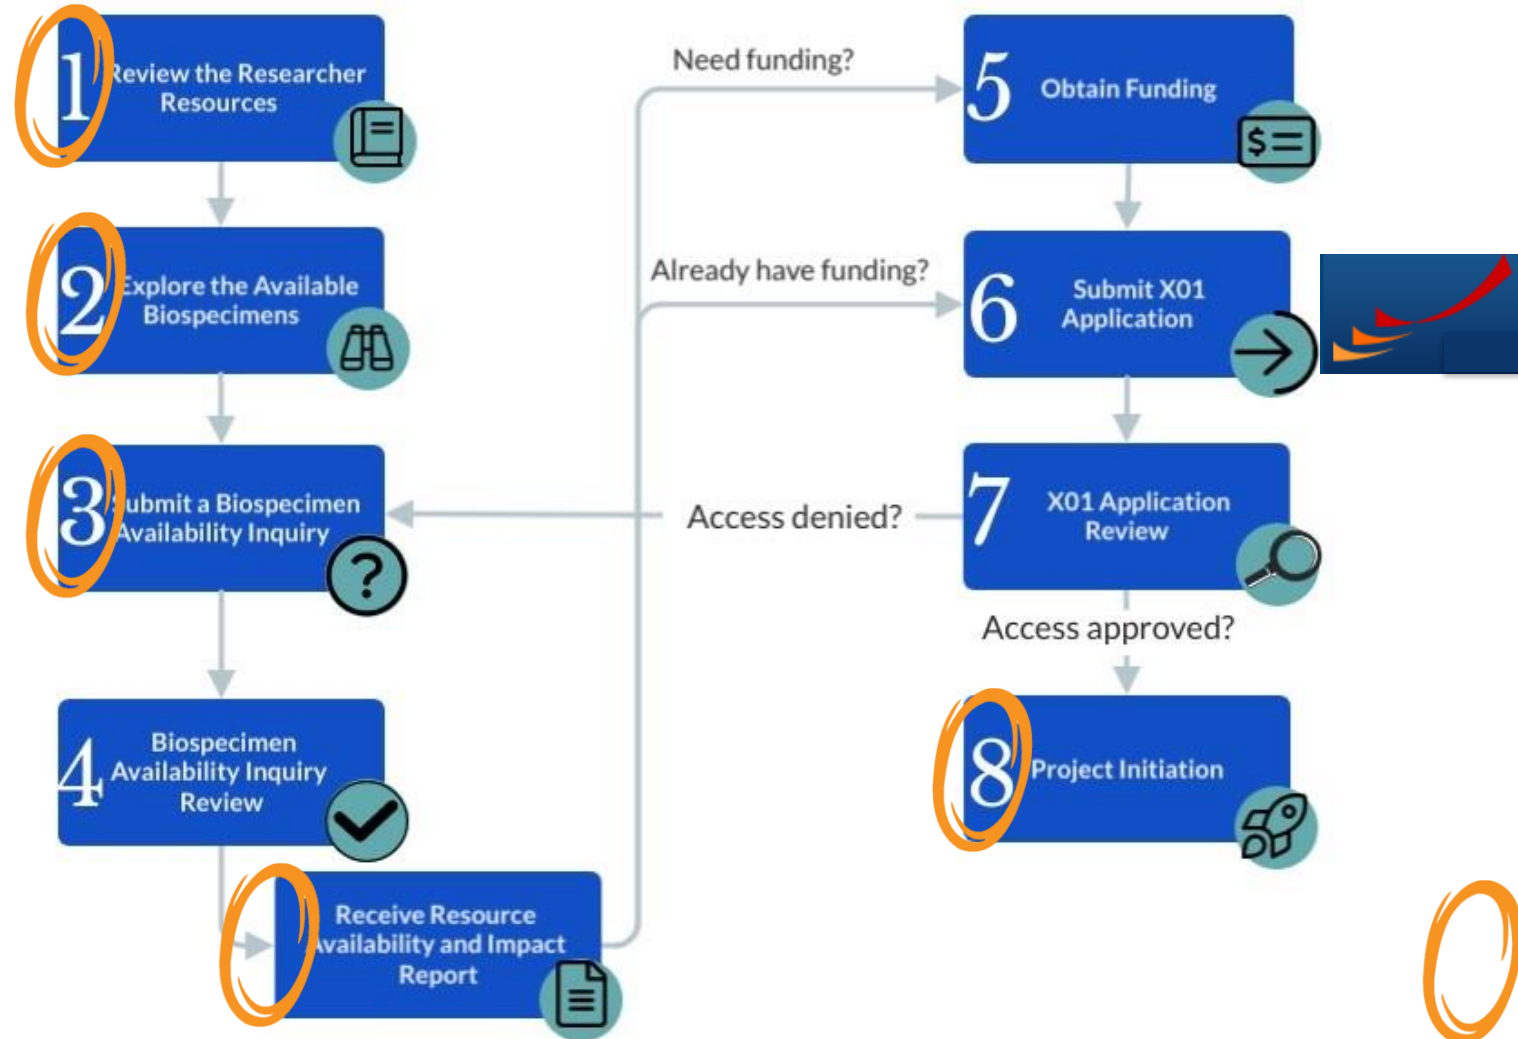 1
Review the Researcher
Resources
2
Explore the Available
Biospecimens
3
Submit a Biospecimen
Availability Inquiry
?
4
Biospecimen
Availability Inquiry
Review
Receive Resource
Availability and Impact
Report
Need funding?
Already have funding?
5
Obtain Funding
$
6
Submit X01
Application
7
X01 Application
Review
Access denied?
Access approved?
8
Project Initiation